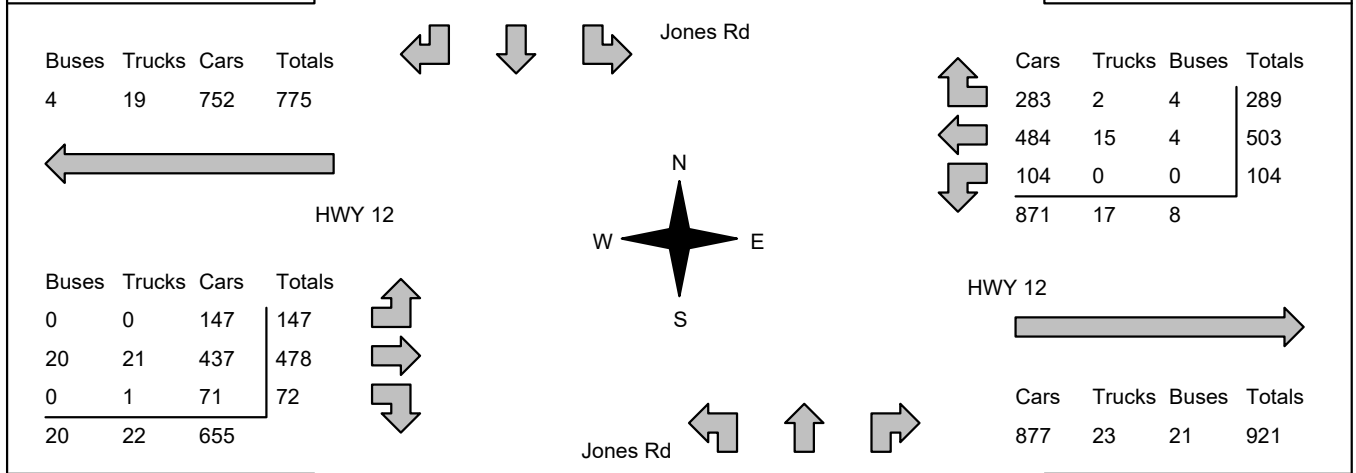 Jones Rd
Buses Trucks Cars Totals
4 19 752 775
HWY 12
Buses Trucks Cars Totals
0 0 147 147
20 21 437 478
0 1 71 72
20 22 655
N
W E
S
Cars Trucks Buses Totals
283 2 4 289
484 15 4 503
104 0 0 104
871 17 8
HWY 12
Cars Trucks Buses Totals
877 23 21 921
Jones Rd